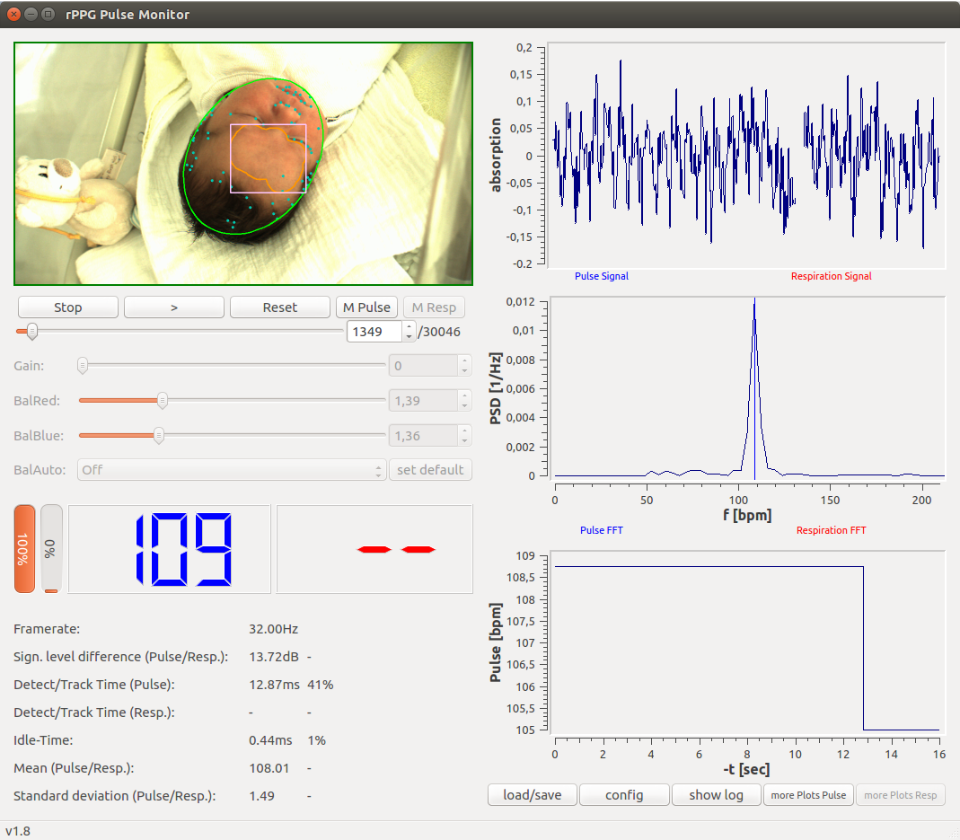 rPPG Pulse Monitor
Stop > Reset M Pulse M Resp
1349 /30046
Gain: 0
BalRed: 1,39
BalBlue: 1,36
BalAuto: Off set default
100% 0% 109 --
Framerate: 32.00Hz
Sign. level difference (Pulse/Resp.): 13.72dB -
Detect/Track Time (Pulse): 12.87ms 41%
Detect/Track Time (Resp.): - -
Idle-Time: 0.44ms 1%
Mean (Pulse/Resp.): 108.01 -
Standard deviation (Pulse/Resp.): 1.49 -
v1.8
absorption
0,2
0,15
0,1
0,05
0
-0,05
-0,1
-0,15
-0.2
Pulse Signal Respiration Signal
PSD [1/Hz]
0,012
0,01
0,008
0,006
0,004
0,002
0
0 50 100 150 200
f [bpm]
Pulse FFT Respiration FFT
Pulse [bpm]
109
108,5
108
107,5
107
106,5
106
105,5
105
0 2 4 6 8 10 12 14 16
-t [sec]
load/save config show log more Plots Pulse more Plots Resp